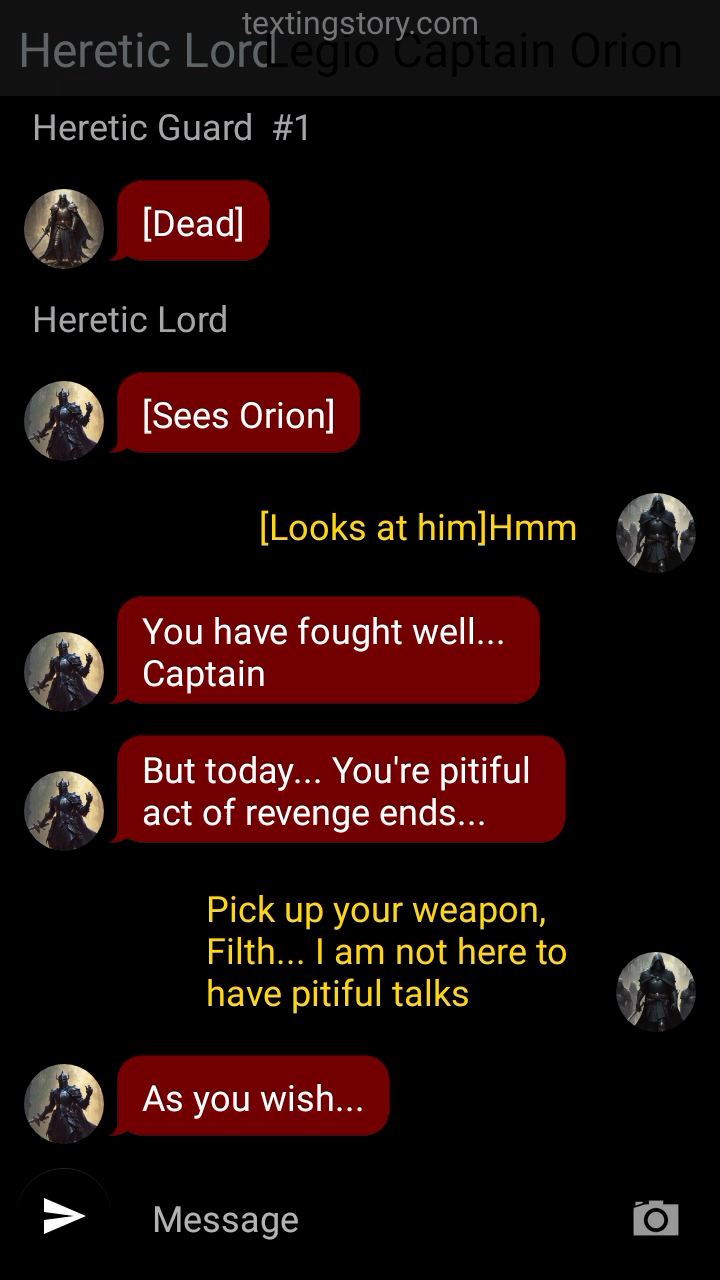 textingstory.com
Heretic Lord
Legio Captain Orion
Heretic Guard #1
[Dead]
Heretic Lord
[Sees Orion]
[Looks at him]Hmm
You have fought well...
Captain
But today... You're pitiful
act of revenge ends...
Pick up your weapon,
Filth... I am not here to
have pitiful talks
As you wish...
Message